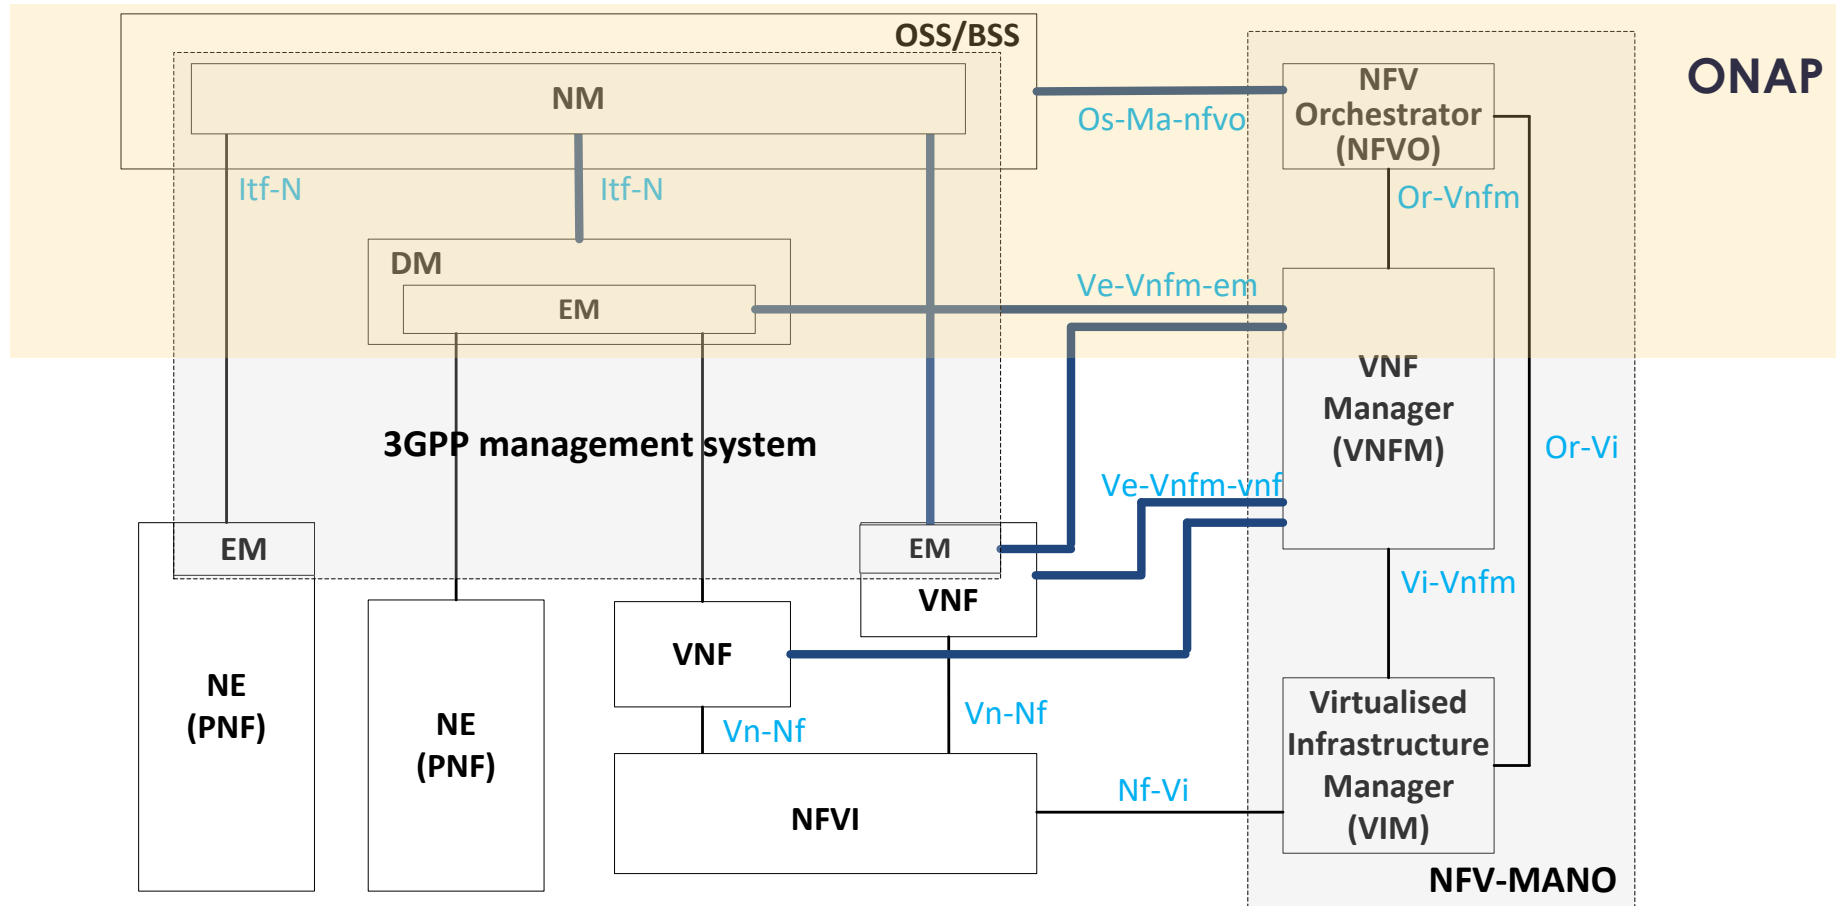 OSS/BSS
NM
ONAP
NFV
Orchestrator
(NFVO)
Os-Ma-nfvo
Itf-N
Itf-N
Or-Vnfm
DM
EM
Ve-Vnfm-em
VNF
Manager
(VNFM)
3GPP management system
Or-Vi
Ve-Vnfm-vnf
EM
EM
VNF
Vi-Vnfm
VNF
NE
(PNF)
NE
(PNF)
Vn-Nf
Vn-Nf
Virtualised
Infrastructure
Manager
(VIM)
Nf-Vi
NFVI
NFV-MANO